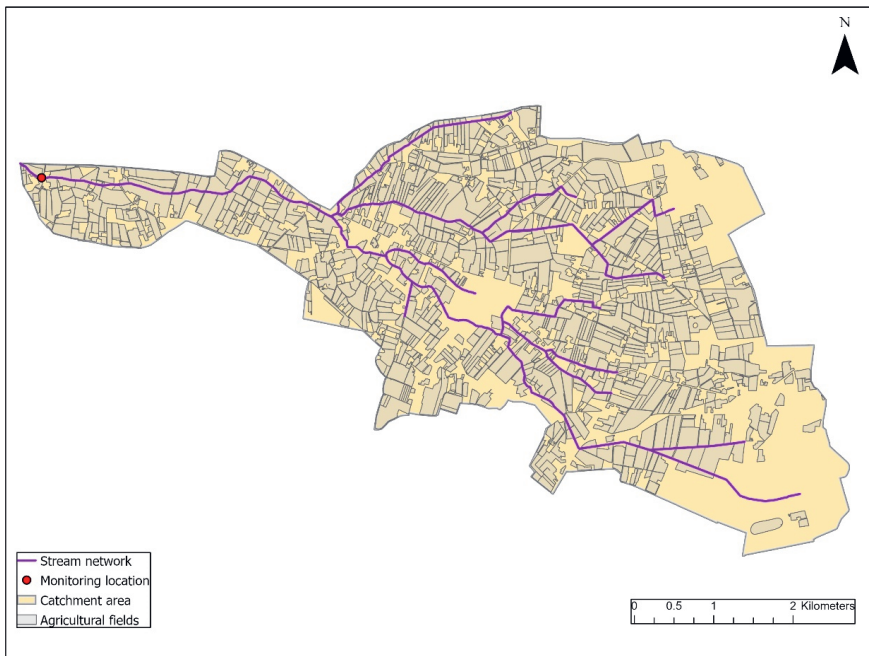 N
Stream network
Monitoring location
Catchment area
Agricultural fields
0 0.5 1 2 Kilometers